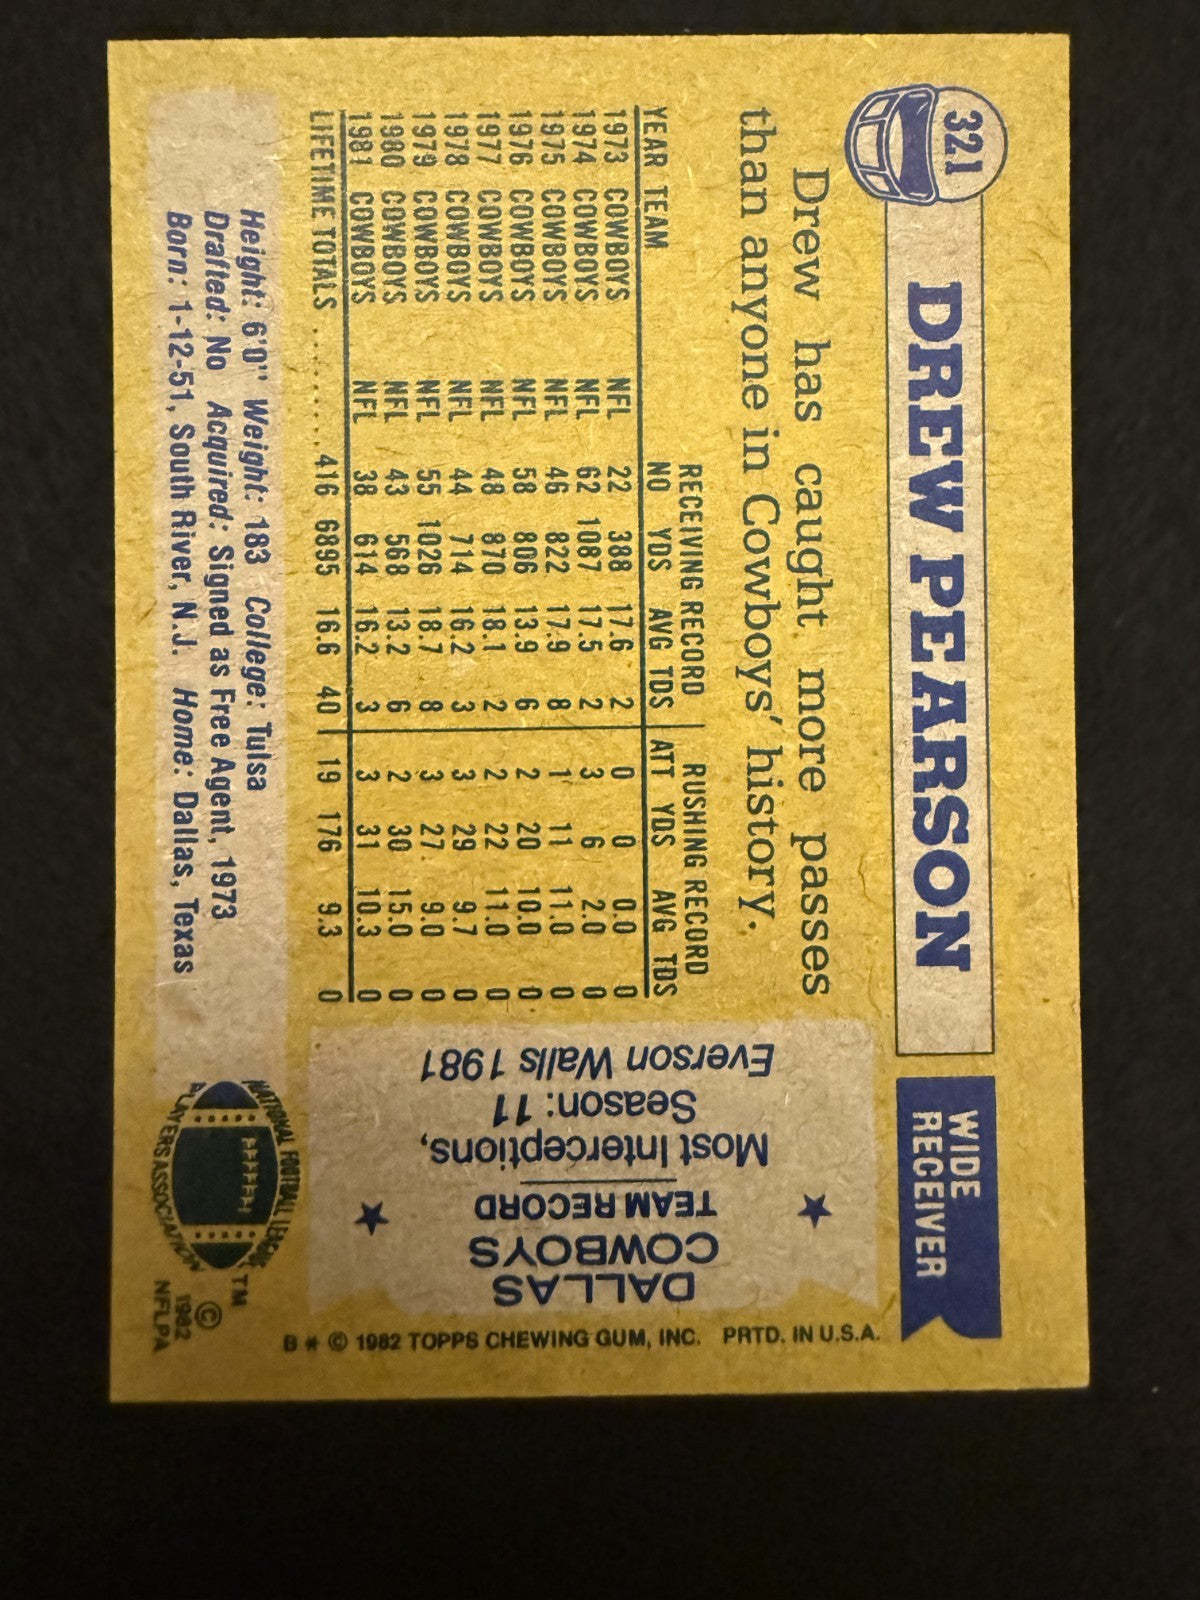 321
DREW PEARSON
WIDE
RECEIVER
Drew has caught more passes
than anyone in Cowboys' history.
RECEIVING RECORD RUSHING RECORD
YEAR TEAM NO YDS AVG TDS ATT YDS AVG TDS
1973 COWBOYS NFL 22 388 17.6 2 0 0 0.0 0
1974 COWBOYS NFL 62 1087 17.5 2 3 6 2.0 0
1975 COWBOYS NFL 46 822 17.9 8 1 11 11.0 0
1976 COWBOYS NFL 58 806 13.9 6 2 20 10.0 0
1977 COWBOYS NFL 48 870 18.1 2 2 22 11.0 0
1978 COWBOYS NFL 44 714 16.2 3 3 29 9.7 0
1979 COWBOYS NFL 55 1026 18.7 8 3 27 9.0 0
1980 COWBOYS NFL 43 568 13.2 6 2 30 15.0 0
1981 COWBOYS NFL 38 614 16.2 3 3 31 10.3 0
LIFETIME TOTALS .......... 416 6895 16.6 40 19 176 9.3 0
Height: 6'0" Weight: 183 College: Tulsa
Drafted: No Acquired: Signed as Free Agent, 1973
Born: 1-12-51, South River, N.J. Home: Dallas, Texas
DALLAS
COWBOYS
TEAM RECORD
Most Interceptions,
Season: 11
Everson Walls 1981
NATIONAL FOOTBALL LEAGUE
PLAYERS ASSOCIATION
TM
© 
1982
NFLPA
B * © 1982 TOPPS CHEWING GUM, INC. PRTD. IN U.S.A.